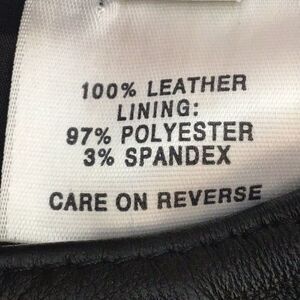 100% LEATHER
LINING:
97% POLYESTER
3% SPANDEX
CARE ON REVERSE